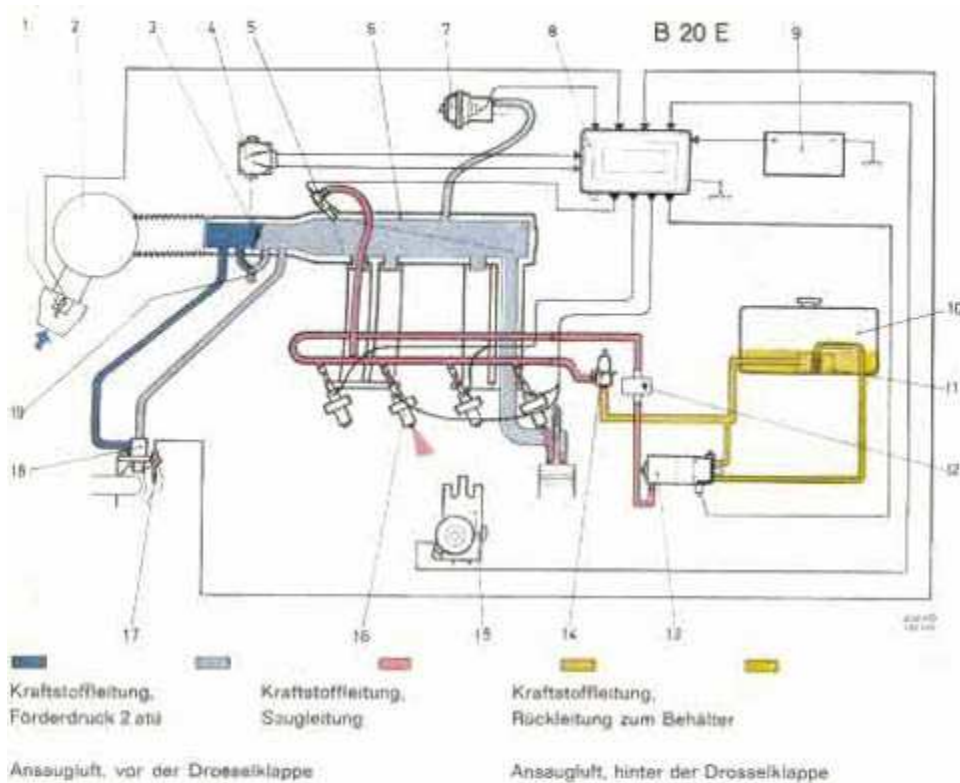 1 2 3 4 5 6 7 8 B 20 E 9
10
11
12
19
18
17 16 15 14 13
Kraftstoffleitung,
Förderdruck 2 atü
Kraftstoffleitung,
Saugleitung
Kraftstoffleitung,
Rückleitung zum Behälter
Ansaugluft, vor der Drosselklappe
Ansaugluft, hinter der Drosselklappe